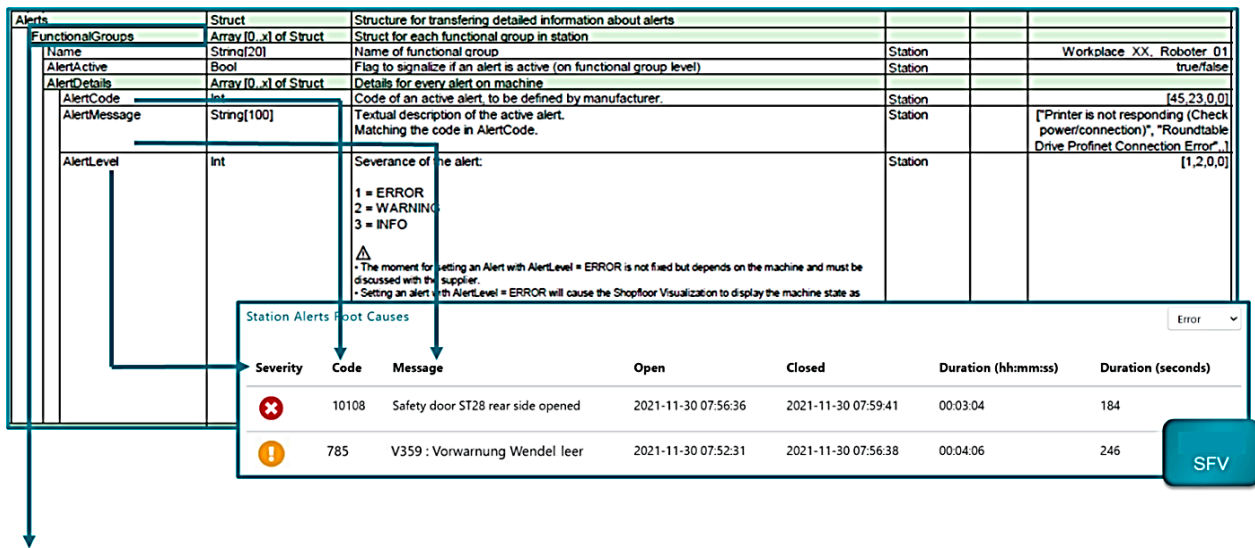 Alerts Struct Structure for transfering detailed information about alerts
FunctionalGroups Array [0..x] of Struct Struct for each functional group in station
Name String[20] Name of functional group Station Workplace_XX, Roboter_01
AlertActive Bool Flag to signalize if an alert is active (on functional group level) Station true/false
AlertDetails Array [0..x] of Struct Details for every alert on machine
AlertCode Int Code of an active alert, to be defined by manufacturer. Station [45,23,0,0]
AlertMessage String[100] Textual description of the active alert. Station ["Printer is not responding (Check
Matching the code in AlertCode. power/connection)", "Roundtable
Drive Profinet Connection Error"..]
AlertLevel Int Severance of the alert: Station [1,2,0,0]
1 = ERROR
2 = WARNING
3 = INFO
• The moment for setting an Alert with AlertLevel = ERROR is not fixed but depends on the machine and must be
discussed with the supplier.
• Setting an alert with AlertLevel = ERROR will cause the Shopfloor Visualization to display the machine state as
Station Alerts Root Causes Error
Severity Code Message Open Closed Duration (hh:mm:ss) Duration (seconds)
10108 Safety door ST28 rear side opened 2021-11-30 07:56:36 2021-11-30 07:59:41 00:03:04 184
785 V359 : Vorwarnung Wendel leer 2021-11-30 07:52:31 2021-11-30 07:56:38 00:04:06 246
SFV